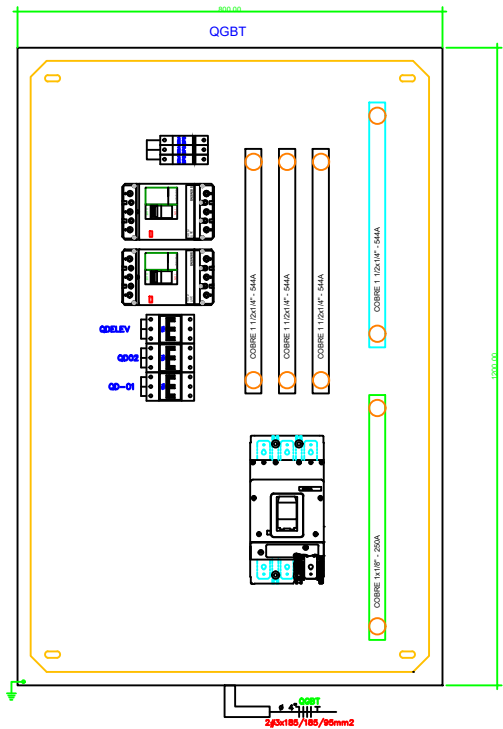 800.00
QGBT
1200.00
COBRE 1 1/2x1/4" - 544A
COBRE 1 1/2x1/4" - 544A
COBRE 1 1/2x1/4" - 544A
COBRE 1 1/2x1/4" - 544A
QDELEV
QD02
QD-01
COBRE 1x1/8" - 250A
QGBT
ø 4"
T
2#3x185/185/95mm2